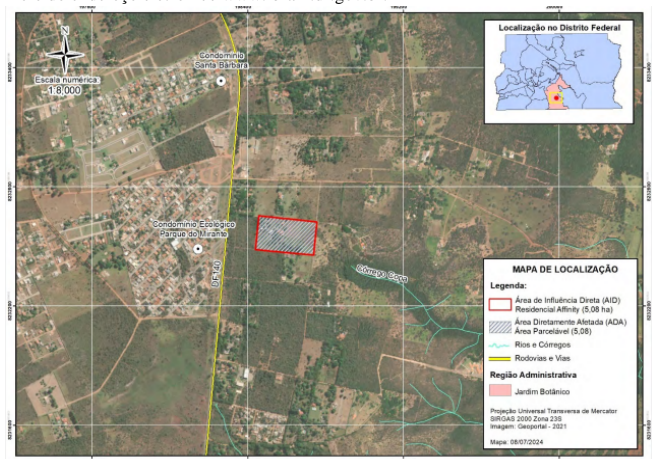 N
Escala numérica:
1:8.000
Condomínio
Santa Bárbara
Condomínio Ecológico
Parque do Mirante
DF-140
Córrego Copa
Localização no Distrito Federal
MAPA DE LOCALIZAÇÃO
Legenda:
Área de Influência Direta (AID)
Residencial Affinity (5,08 ha)
Área Diretamente Afetada (ADA)
Área Parcelável (5,08)
Rios e Córregos
Rodovias e Vias
Região Administrativa
Jardim Botânico
Projeção Universal Transversa de Mercator
SIRGAS 2000 Zona 23S
Imagem: Geoportal - 2021
Mapa: 08/07/2024